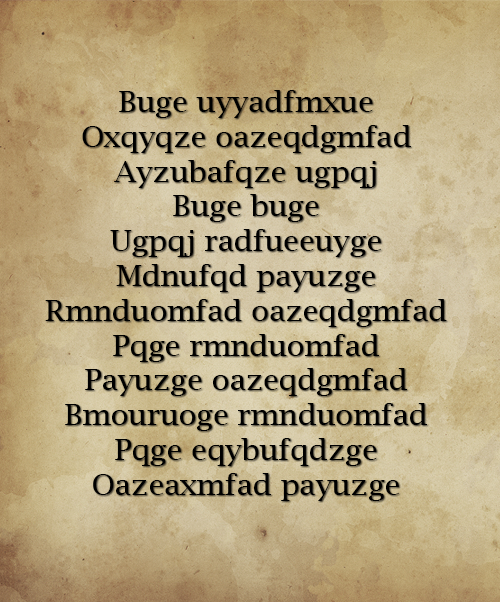 Buge uyyadfmxue
Oxqyqze oazeqdgmfad
Ayzubafqze ugpqj
Buge buge
Ugpqj radfueeuyge
Mdnufqd payuzge
Rmnduomfad oazeqdgmfad
Pqge rmnduomfad
Payuzge oazeqdgmfad
Bmouruoge rmnduomfad
Pqge eqybufqdzge
Oazeaxmfad payuzge